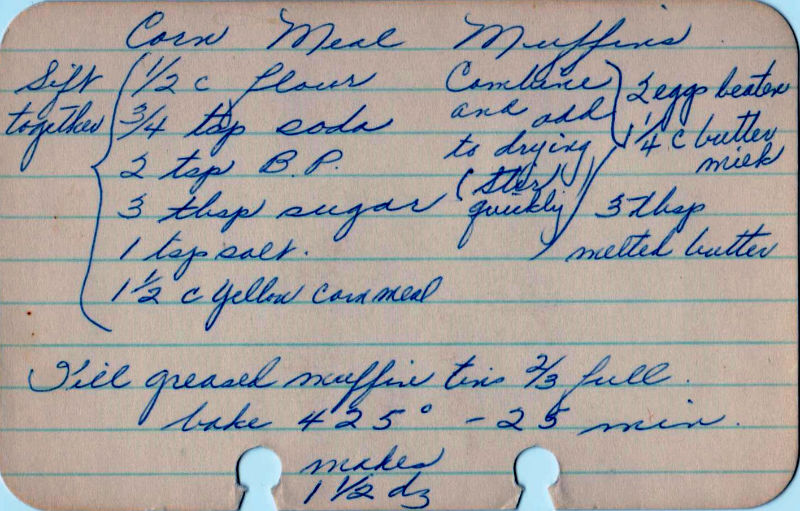 Corn Meal Muffins
Sift together
1/2 c flour
3/4 tsp soda
2 tsp B.P.
3 tbsp sugar
1 tsp salt.
1 1/2 c yellow corn meal
Combine
and add
to drying
(Stir
quickly)
2 eggs beaten
1 1/4 c butter
milk
3 tbsp
melted butter
Fill greased muffin tins 2/3 full.
bake 425° - 25 min.
makes
1 1/2 dz